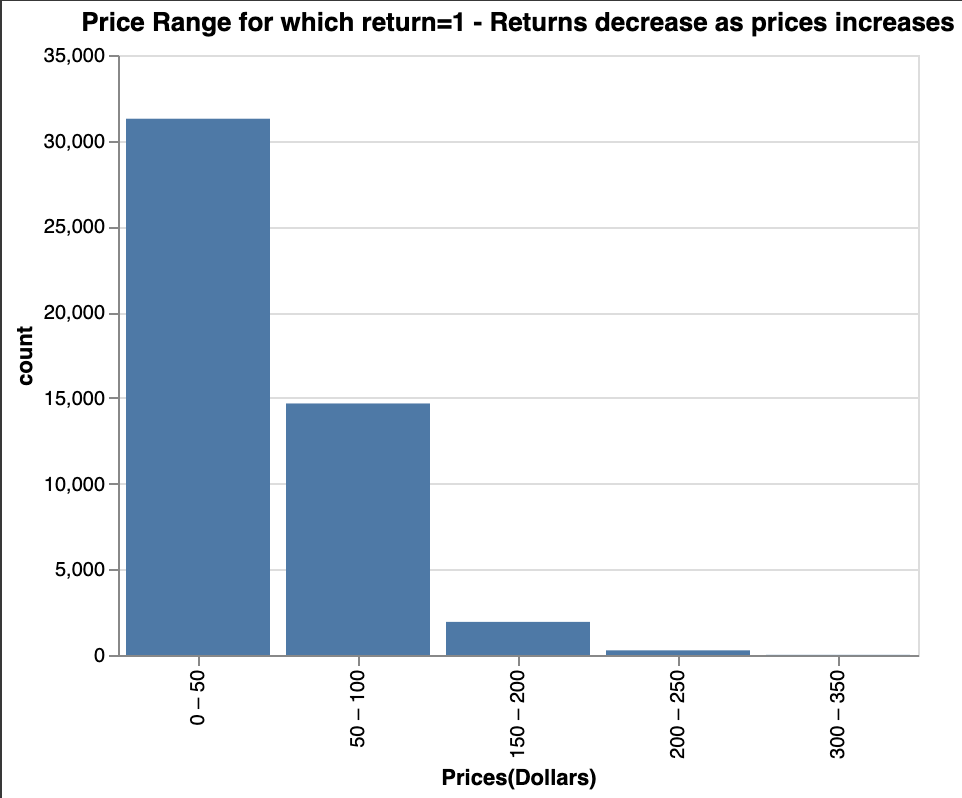 Price Range for which return=1 - Returns decrease as prices increases
35,000
30,000
25,000
20,000
15,000
10,000
5,000
0
count
0 – 50
50 – 100
150 – 200
200 – 250
300 – 350
Prices(Dollars)